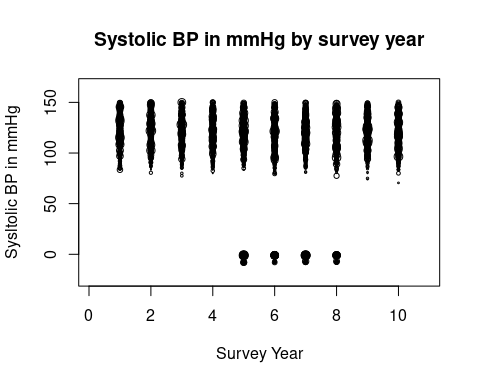 Systolic BP in mmHg by survey year
Sysltolic BP in mmHg
150
100
50
0
0 2 4 6 8 10
Survey Year